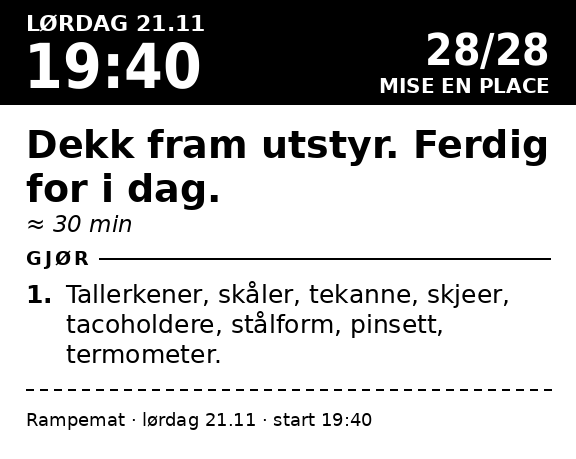 LØRDAG 21.11
19:40
28/28
MISE EN PLACE
Dekk fram utstyr. Ferdig
for i dag.
≈ 30 min
GJØR
1. Tallerkener, skåler, tekanne, skjeer,
tacoholdere, stålform, pinsett,
termometer.
Rampemat · lørdag 21.11 · start 19:40